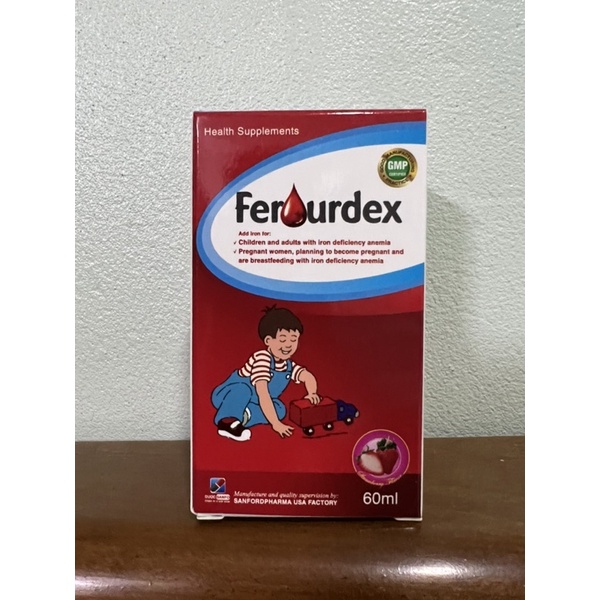 Health Supplements
GMP
CERTIFIED
Ferourdex
Add iron for:
✓ Children and adults with iron deficiency anemia
✓ Pregnant women, planning to become pregnant and
are breastfeeding with iron deficiency anemia
Manufacture and quality supervision by:
SANFORDPHARMA USA FACTORY
60ml